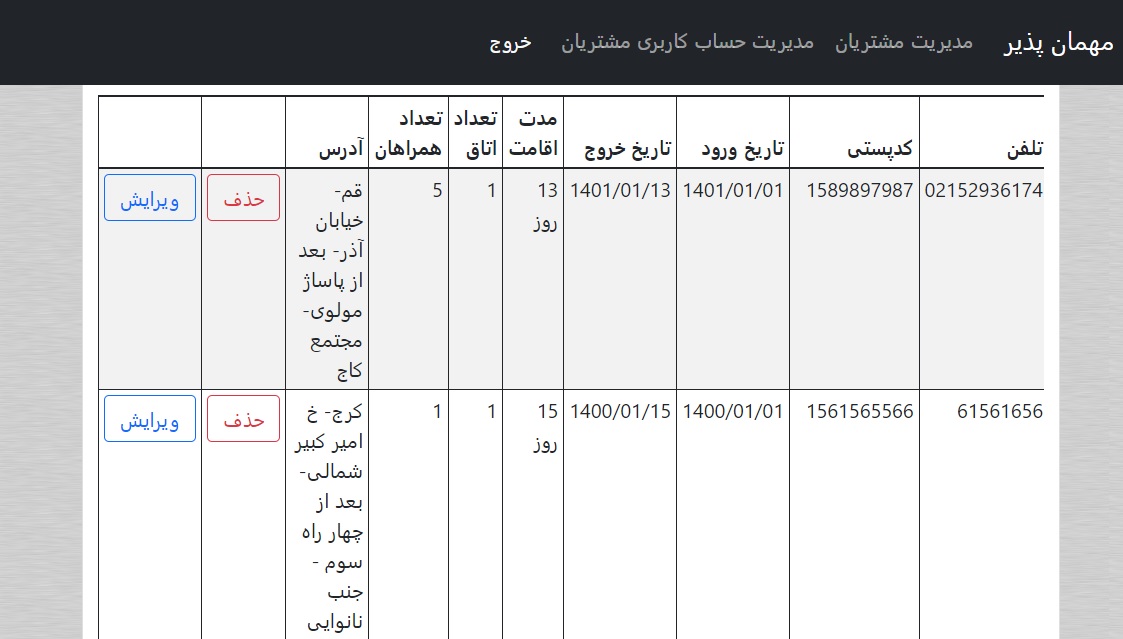 مهمان پذیر مدیریت مشتریان مدیریت حساب کاربری مشتریان خروج
تلفن
کدپستی
تاریخ ورود
تاریخ خروج
مدت
اقامت
تعداد
اتاق
تعداد
همراهان
آدرس
02152936174
1589897987
1401/01/01
1401/01/13
13
روز
1
5
قم-
خیابان
آذر- بعد
از پاساژ
مولوی-
مجتمع
کاج
حذف
ویرایش
61561656
1561565566
1400/01/01
1400/01/15
15
روز
1
1
کرج- خ
امیر کبیر
شمالی-
بعد از
چهار راه
سوم -
جنب
نانوایی
حذف
ویرایش